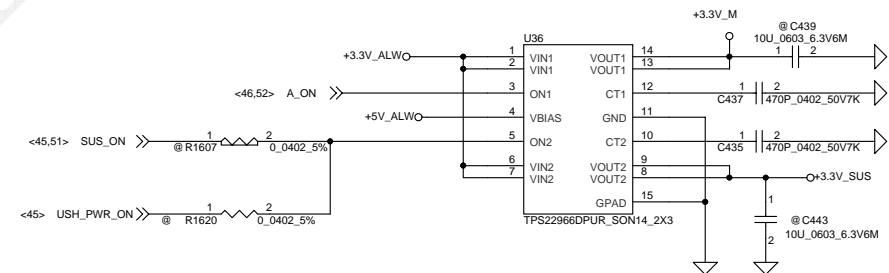 +3.3V_M
@ C439
10U_0603_6.3V6M
1 2
U36
+3.3V_ALW
1 VIN1 VOUT1 14
2 VIN1 VOUT1 13
<46,52> A_ON
3 ON1 CT1 12
1 2
C437 470P_0402_50V7K
+5V_ALW
4 VBIAS GND 11
<45,51> SUS_ON
1 2
@ R1607 0_0402_5%
5 ON2 CT2 10
1 2
C435 470P_0402_50V7K
6 VIN2 VOUT2 9
7 VIN2 VOUT2 8
+3.3V_SUS
GPAD 15
<45> USH_PWR_ON
1 2
@ R1620 0_0402_5%
TPS22966DPUR_SON14_2X3
1
@ C443
10U_0603_6.3V6M
2